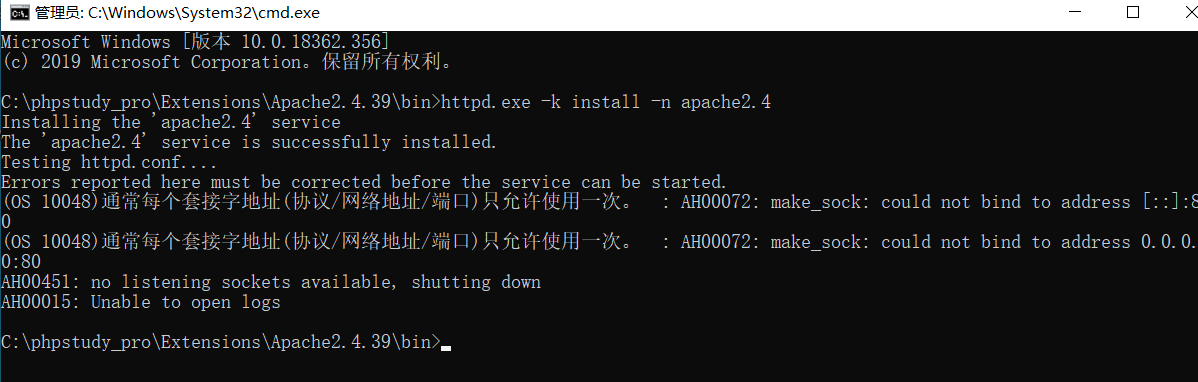 管理员: C:\Windows\System32\cmd.exe
Microsoft Windows [版本 10.0.18362.356]
(c) 2019 Microsoft Corporation。保留所有权利。
C:\phpstudy_pro\Extensions\Apache2.4.39\bin>httpd.exe -k install -n apache2.4
Installing the 'apache2.4' service
The 'apache2.4' service is successfully installed.
Testing httpd.conf....
Errors reported here must be corrected before the service can be started.
(OS 10048)通常每个套接字地址(协议/网络地址/端口)只允许使用一次。  : AH00072: make_sock: could not bind to address [::]:8
0
(OS 10048)通常每个套接字地址(协议/网络地址/端口)只允许使用一次。  : AH00072: make_sock: could not bind to address 0.0.0.
0:80
AH00451: no listening sockets available, shutting down
AH00015: Unable to open logs
C:\phpstudy_pro\Extensions\Apache2.4.39\bin>